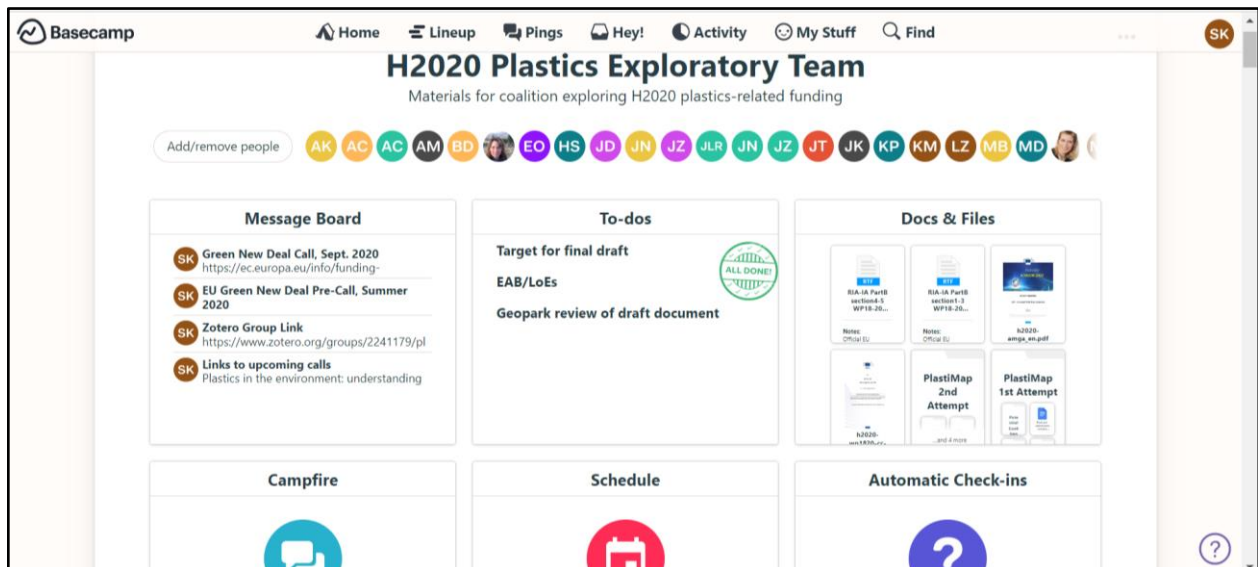 Basecamp
Home
Lineup
Pings
Hey!
Activity
My Stuff
Find
SK
H2020 Plastics Exploratory Team
Materials for coalition exploring H2020 plastics-related funding
Add/remove people
AK AC AC AM BD EO HS JD JN JZ JLR JN JZ JT JK KP KM LZ MB MD
Message Board
SK
Green New Deal Call, Sept. 2020
https://ec.europa.eu/info/funding-
SK
EU Green New Deal Pre-Call, Summer
2020
SK
Zotero Group Link
https://www.zotero.org/groups/2241179/pl
SK
Links to upcoming calls
Plastics in the environment: understanding
To-dos
Target for final draft
EAB/LoEs
Geopark review of draft document
ALL DONE!
Docs & Files
RTF
RIA-IA PartB
section4-5
WP18-20...
Notes:
Official EU
RTF
RIA-IA PartB
section1-3
WP18-20...
Notes:
Official EU
h2020-
amga_en.pdf
h2020-
wp1820-cc-
PlastiMap
2nd
Attempt
...and 4 more
PlastiMap
1st Attempt
Campfire
Schedule
Automatic Check-ins
?
?